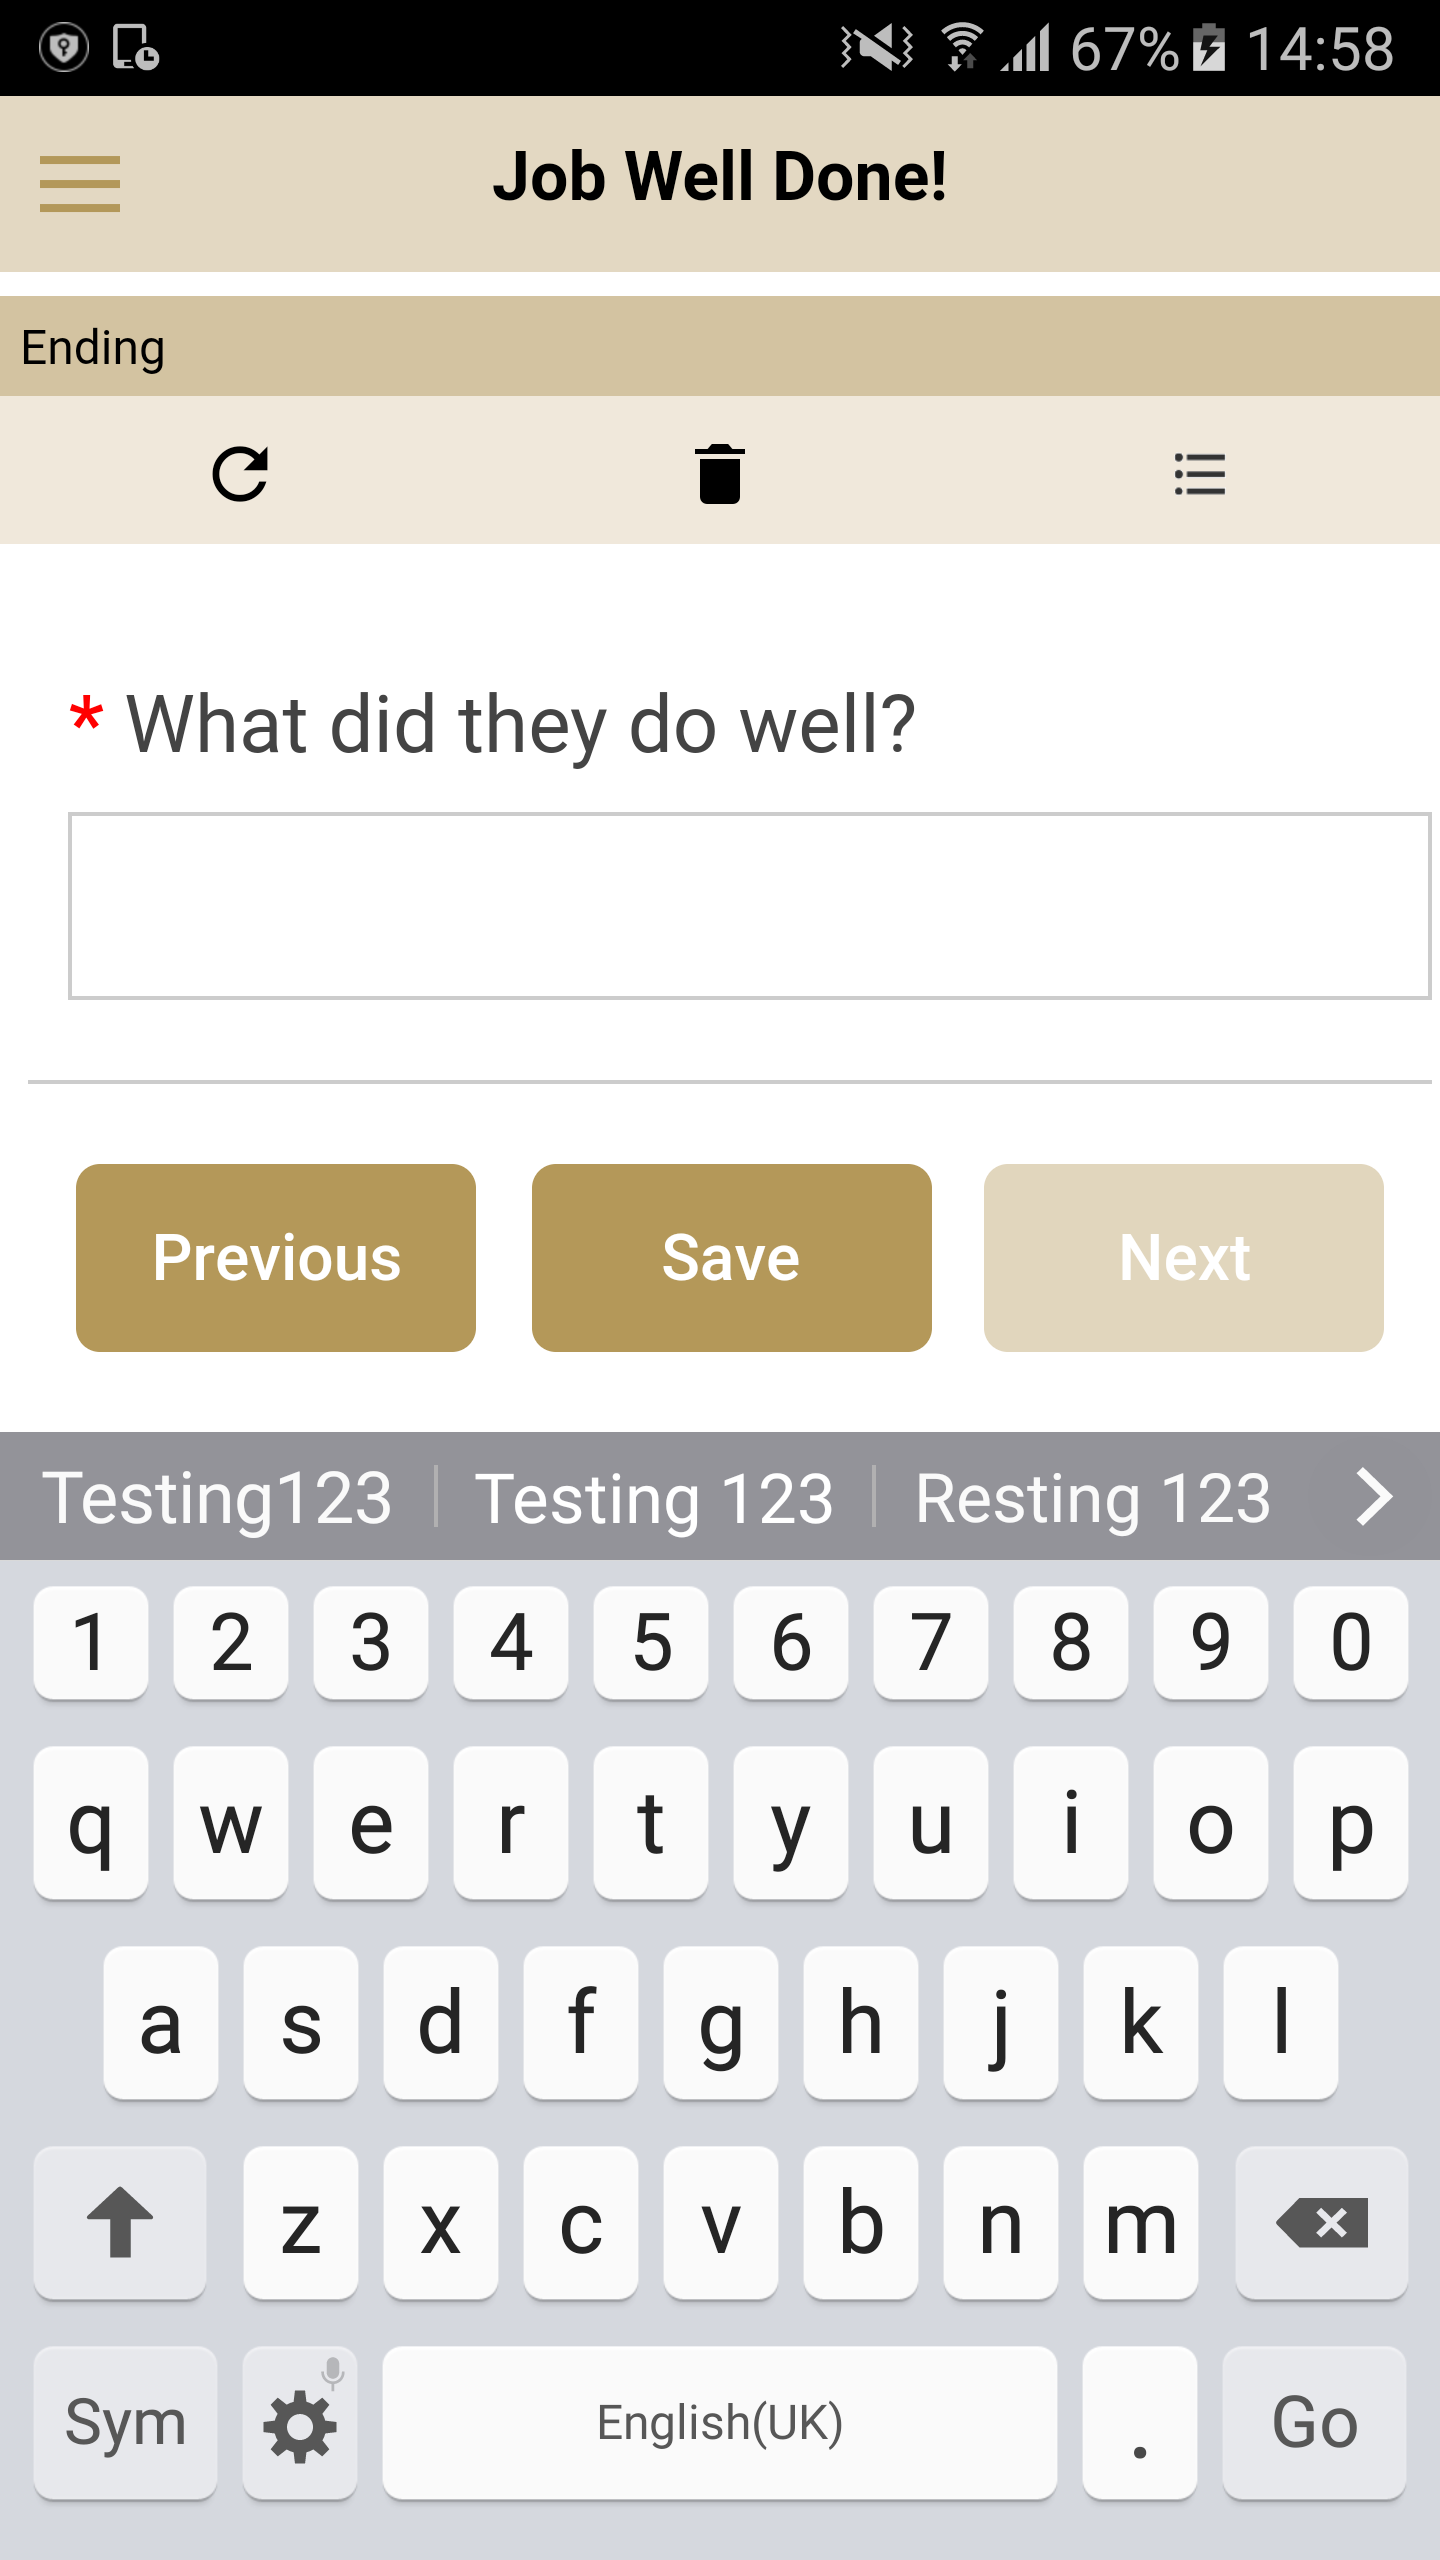 67% 14:58
Job Well Done!
Ending
* What did they do well?
Previous Save Next
Testing123 Testing 123 Resting 123
1 2 3 4 5 6 7 8 9 0
q w e r t y u i o p
a s d f g h j k l
z x c v b n m
Sym English(UK) . Go